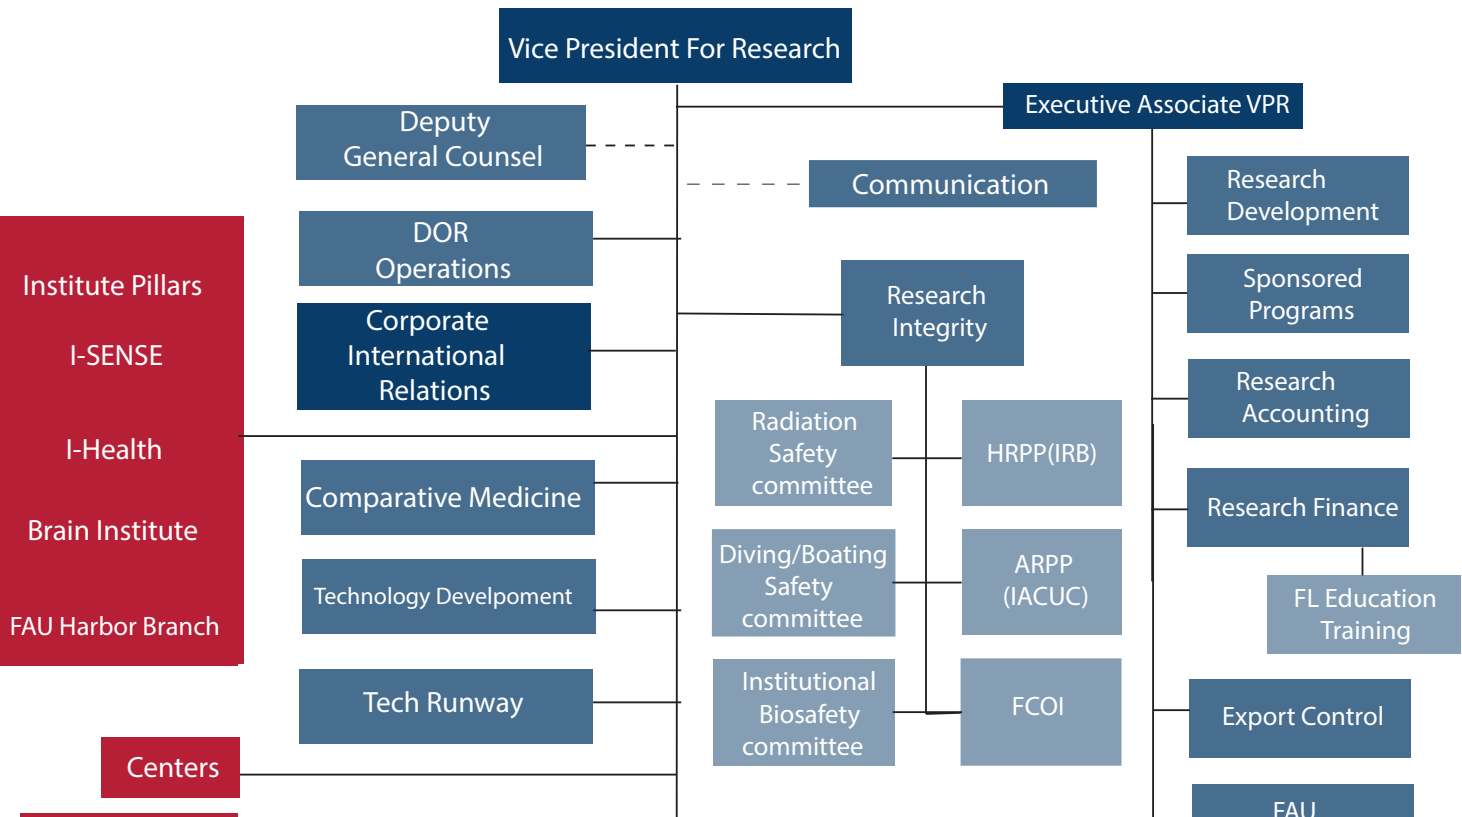 Vice President For Research
Executive Associate VPR
Deputy
General Counsel
Communication
Research
Development
DOR
Operations
Institute Pillars
I-SENSE
I-Health
Brain Institute
FAU Harbor Branch
Sponsored
Programs
Research
Integrity
Corporate
International
Relations
Research
Accounting
Radiation
Safety
committee
HRPP(IRB)
Comparative Medicine
Research Finance
Diving/Boating
Safety
committee
ARPP
(IACUC)
Technology Develpoment
FL Education
Training
Tech Runway
Institutional
Biosafety
committee
FCOI
Export Control
Centers
FAU